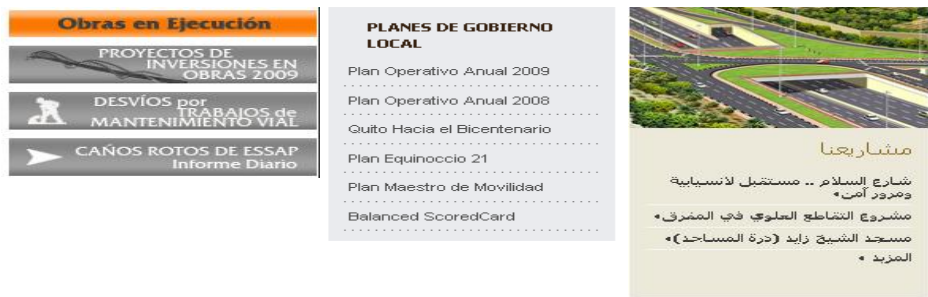 Obras en Ejecución
PROYECTOS DE
INVERSIONES EN
OBRAS 2009
DESVÍOS por
TRABAJOS de
MANTENIMIENTO VIAL
CAÑOS ROTOS DE ESSAP
Informe Diario
PLANES DE GOBIERNO
LOCAL
Plan Operativo Anual 2009
Plan Operativo Anual 2008
Quito Hacia el Bicentenario
Plan Equinoccio 21
Plan Maestro de Movilidad
Balanced ScoredCard
مشاريعنا
شارع السلام .. مستقبل لانسيابية
ومرور آمن
مشروع التقاطع العلوي في المفرق
مسجد الشيخ زايد (درة المساجد)
المزيد